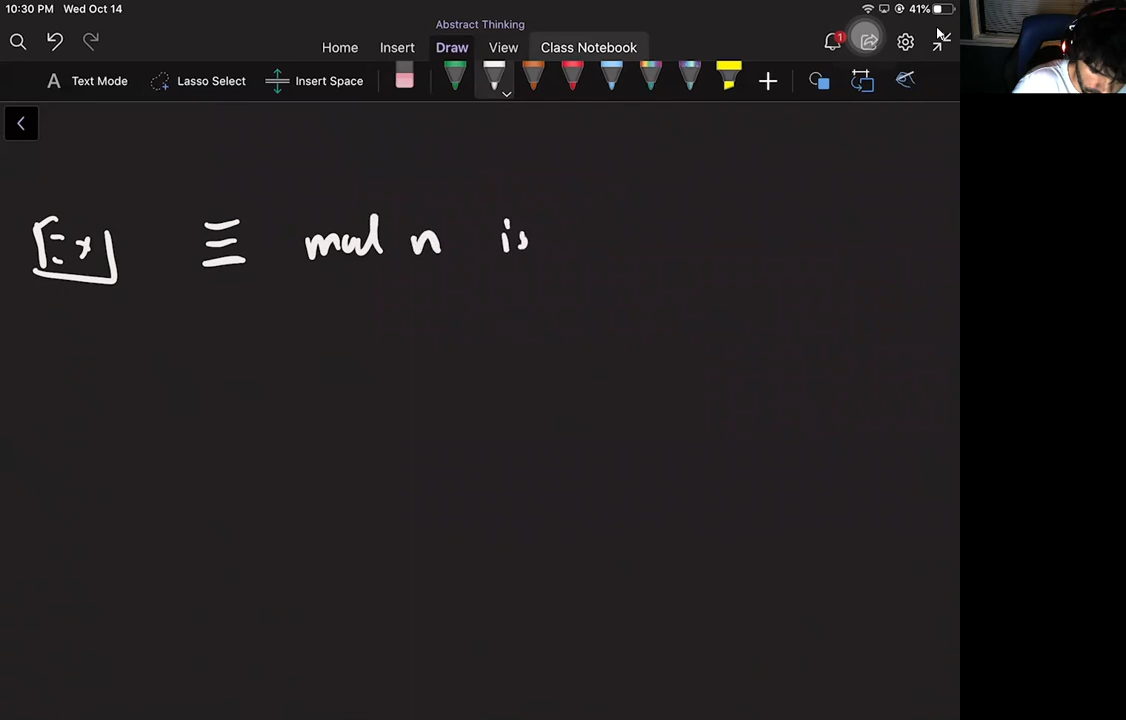 10:30 PM Wed Oct 14
41%
Abstract Thinking
Home Insert Draw View Class Notebook
1
Text Mode Lasso Select Insert Space
Ex ≡ mod n is